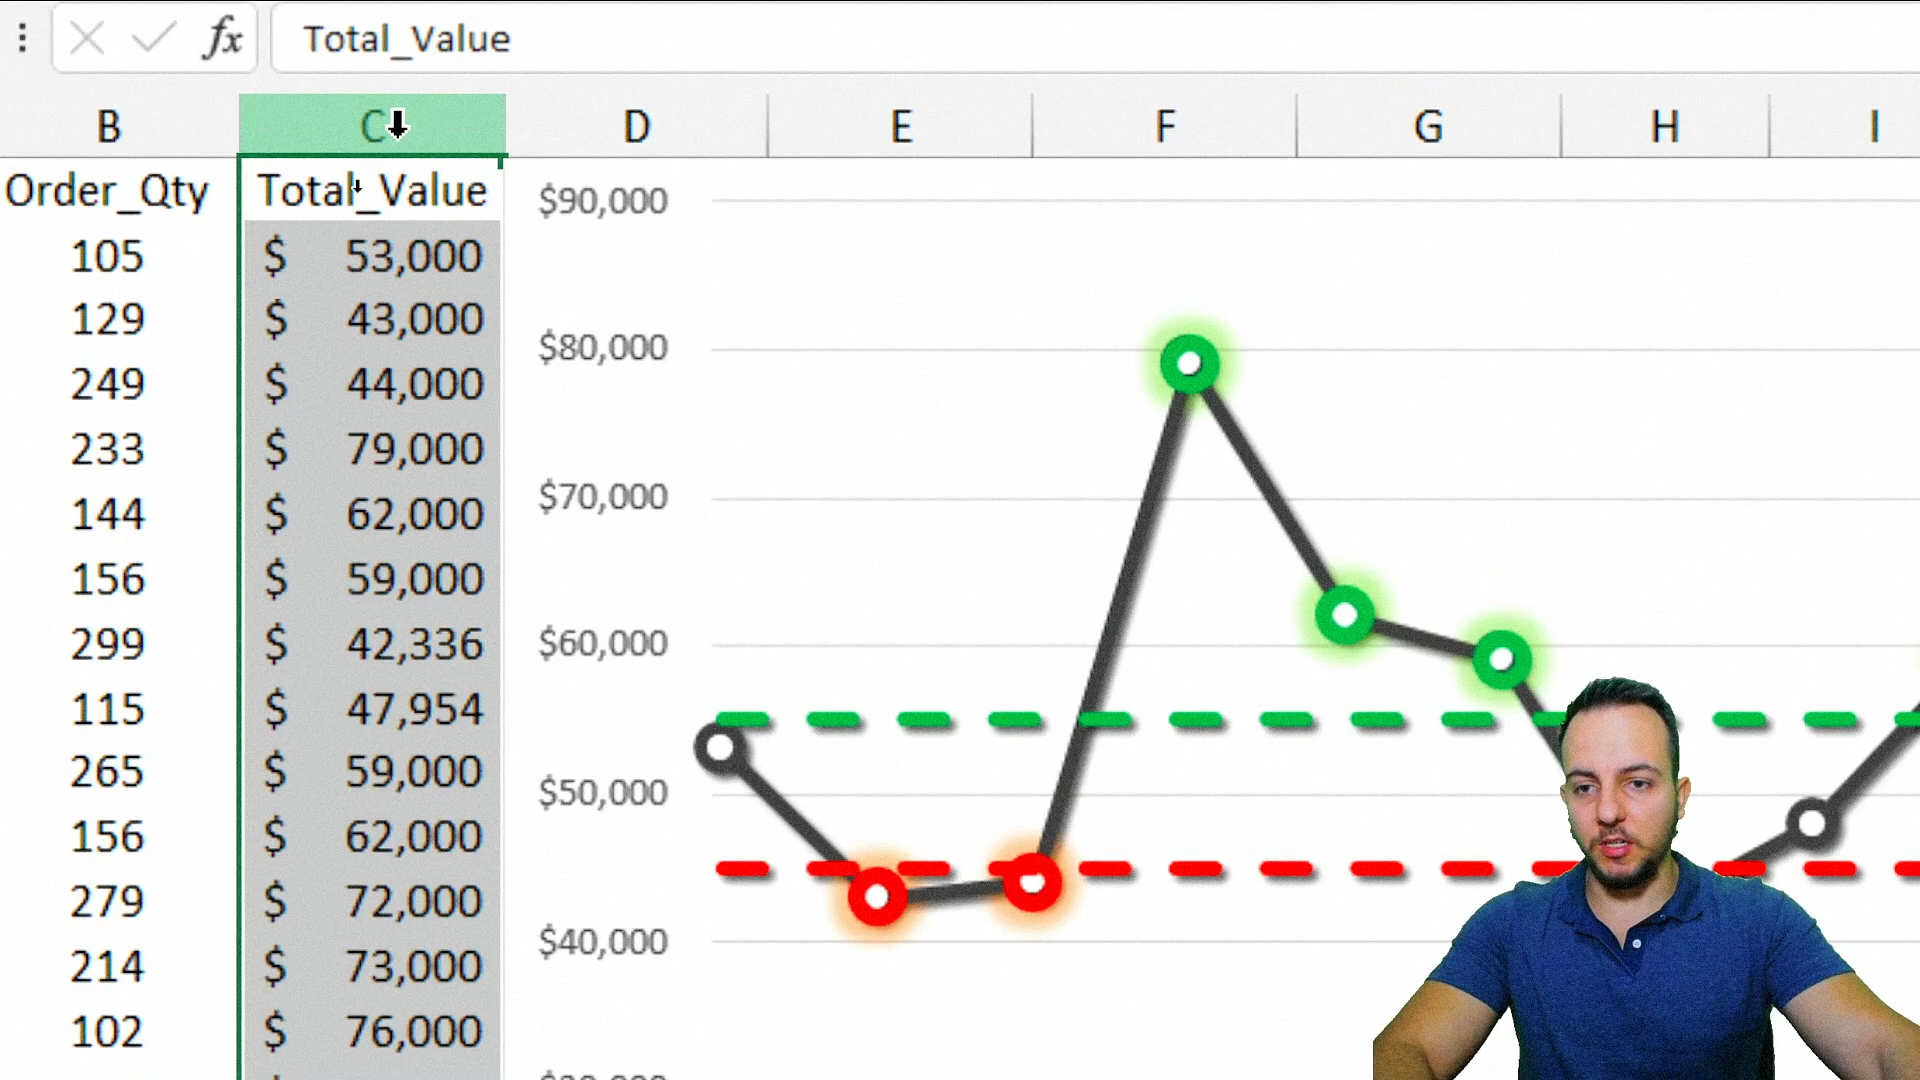 fx Total_Value
B C D E F G H I
Order_Qty Total_Value
105 $ 53,000
129 $ 43,000
249 $ 44,000
233 $ 79,000
144 $ 62,000
156 $ 59,000
299 $ 42,336
115 $ 47,954
265 $ 59,000
156 $ 62,000
279 $ 72,000
214 $ 73,000
102 $ 76,000
$90,000
$80,000
$70,000
$60,000
$50,000
$40,000